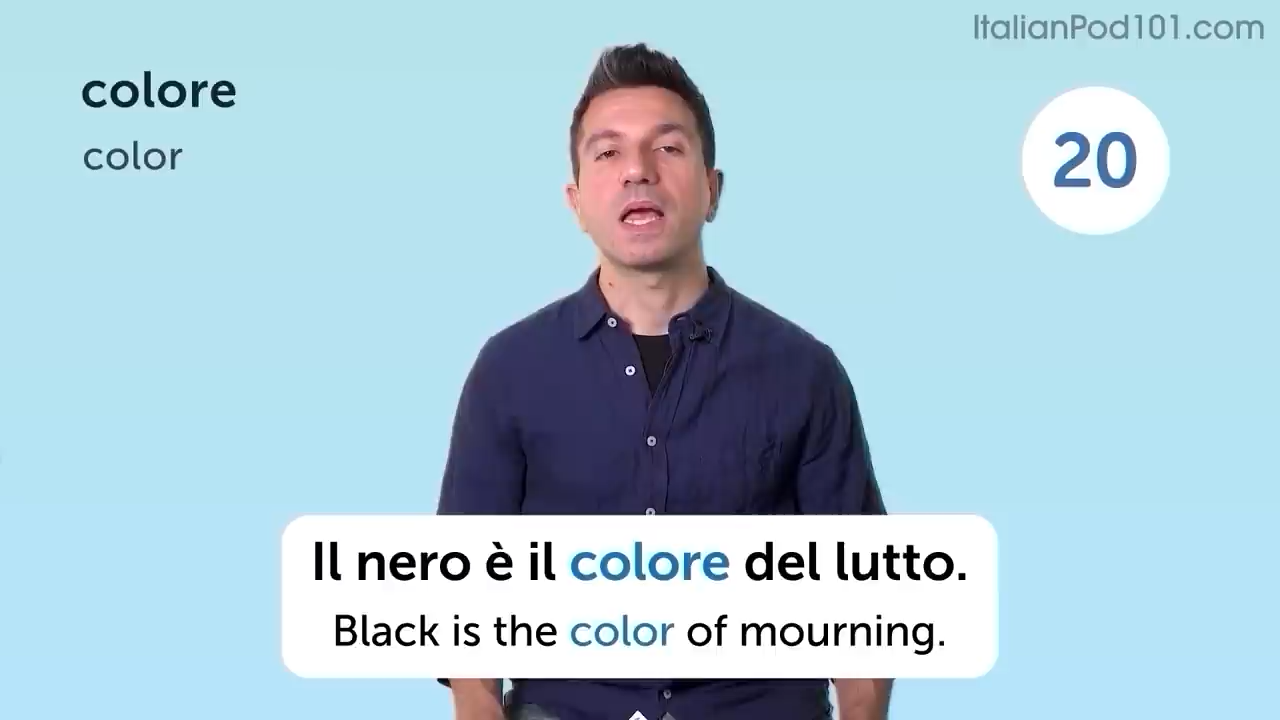 ItalianPod101.com
colore
color
20
Il nero è il colore del lutto.
Black is the color of mourning.